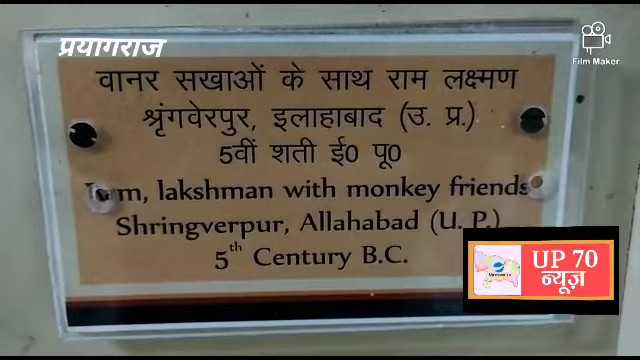 प्रयागराज
Film Maker
वानर सखाओं के साथ राम लक्ष्मण
श्रृंगवेरपुर, इलाहाबाद (उ. प्र.)
5वीं शती ई0 पू0
lakshman with monkey friends
Shringverpur, Allahabad (U. P.)
5th Century B.C.
UP 70
न्यूज़